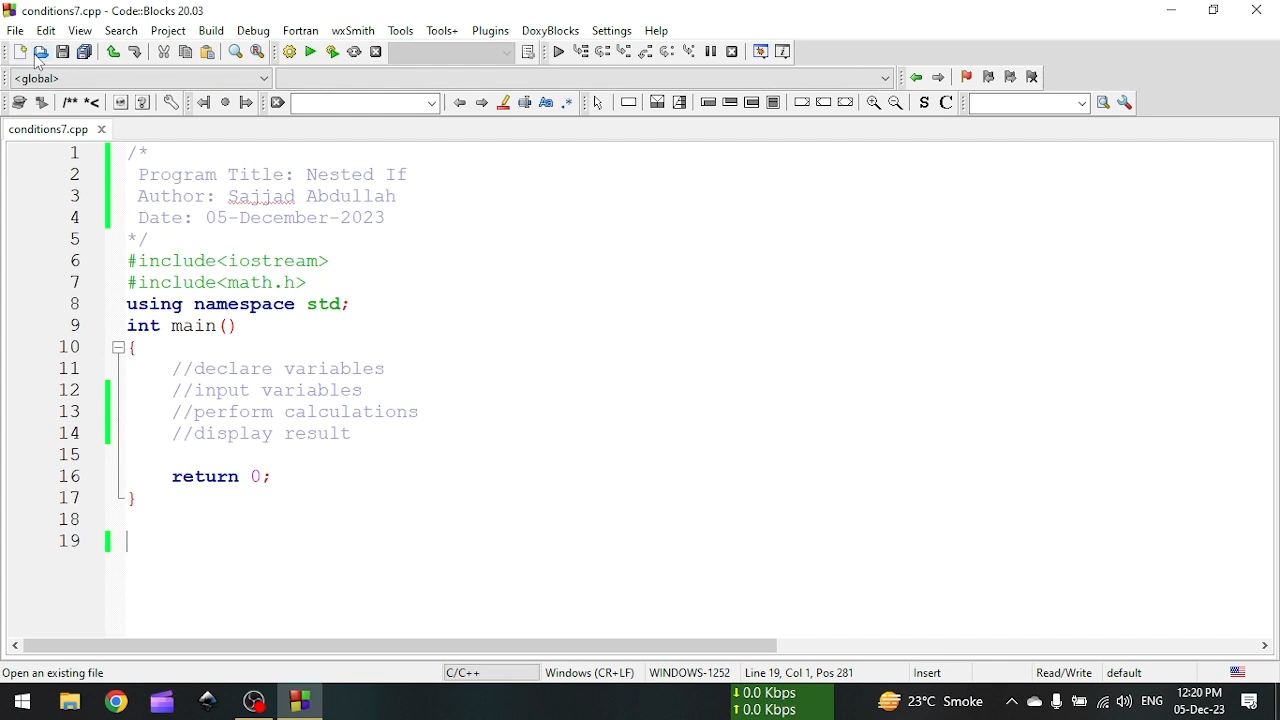 conditions7.cpp - Code::Blocks 20.03
File Edit View Search Project Build Debug Fortran wxSmith Tools Tools+ Plugins DoxyBlocks Settings Help
<global>
/** *<
S C
conditions7.cpp
1 /*
2 Program Title: Nested If
3 Author: Sajjad Abdullah
4 Date: 05-December-2023
5 */
6 #include<iostream>
7 #include<math.h>
8 using namespace std;
9 int main()
10 {
11 //declare variables
12 //input variables
13 //perform calculations
14 //display result
15
16 return 0;
17 }
18
19
Open an existing file C/C++ Windows (CR+LF) WINDOWS-1252 Line 19, Col 1, Pos 281 Insert Read/Write default
↓ 0.0 Kbps
↑ 0.0 Kbps
23°C Smoke ENG 12:20 PM
05-Dec-23